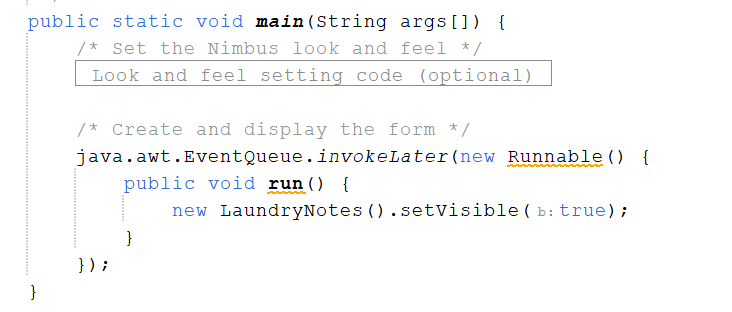 public static void main(String args[]) {
/* Set the Nimbus look and feel */
Look and feel setting code (optional)
/* Create and display the form */
java.awt.EventQueue.invokeLater(new Runnable() {
public void run() {
new LaundryNotes().setVisible( b: true);
}
});
}